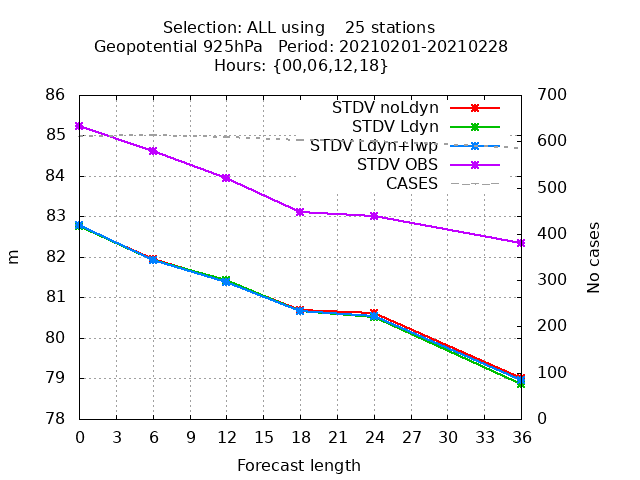 Selection: ALL using    25 stations
Geopotential 925hPa   Period: 20210201-20210228
Hours: {00,06,12,18}
86
85
84
83
82
81
80
79
78
700
600
500
400
300
200
100
0
STDV noLdyn
STDV Ldyn
STDV Ldyn+lwp
STDV OBS
CASES
m
No cases
0 3 6 9 12 15 18 21 24 27 30 33 36
Forecast length